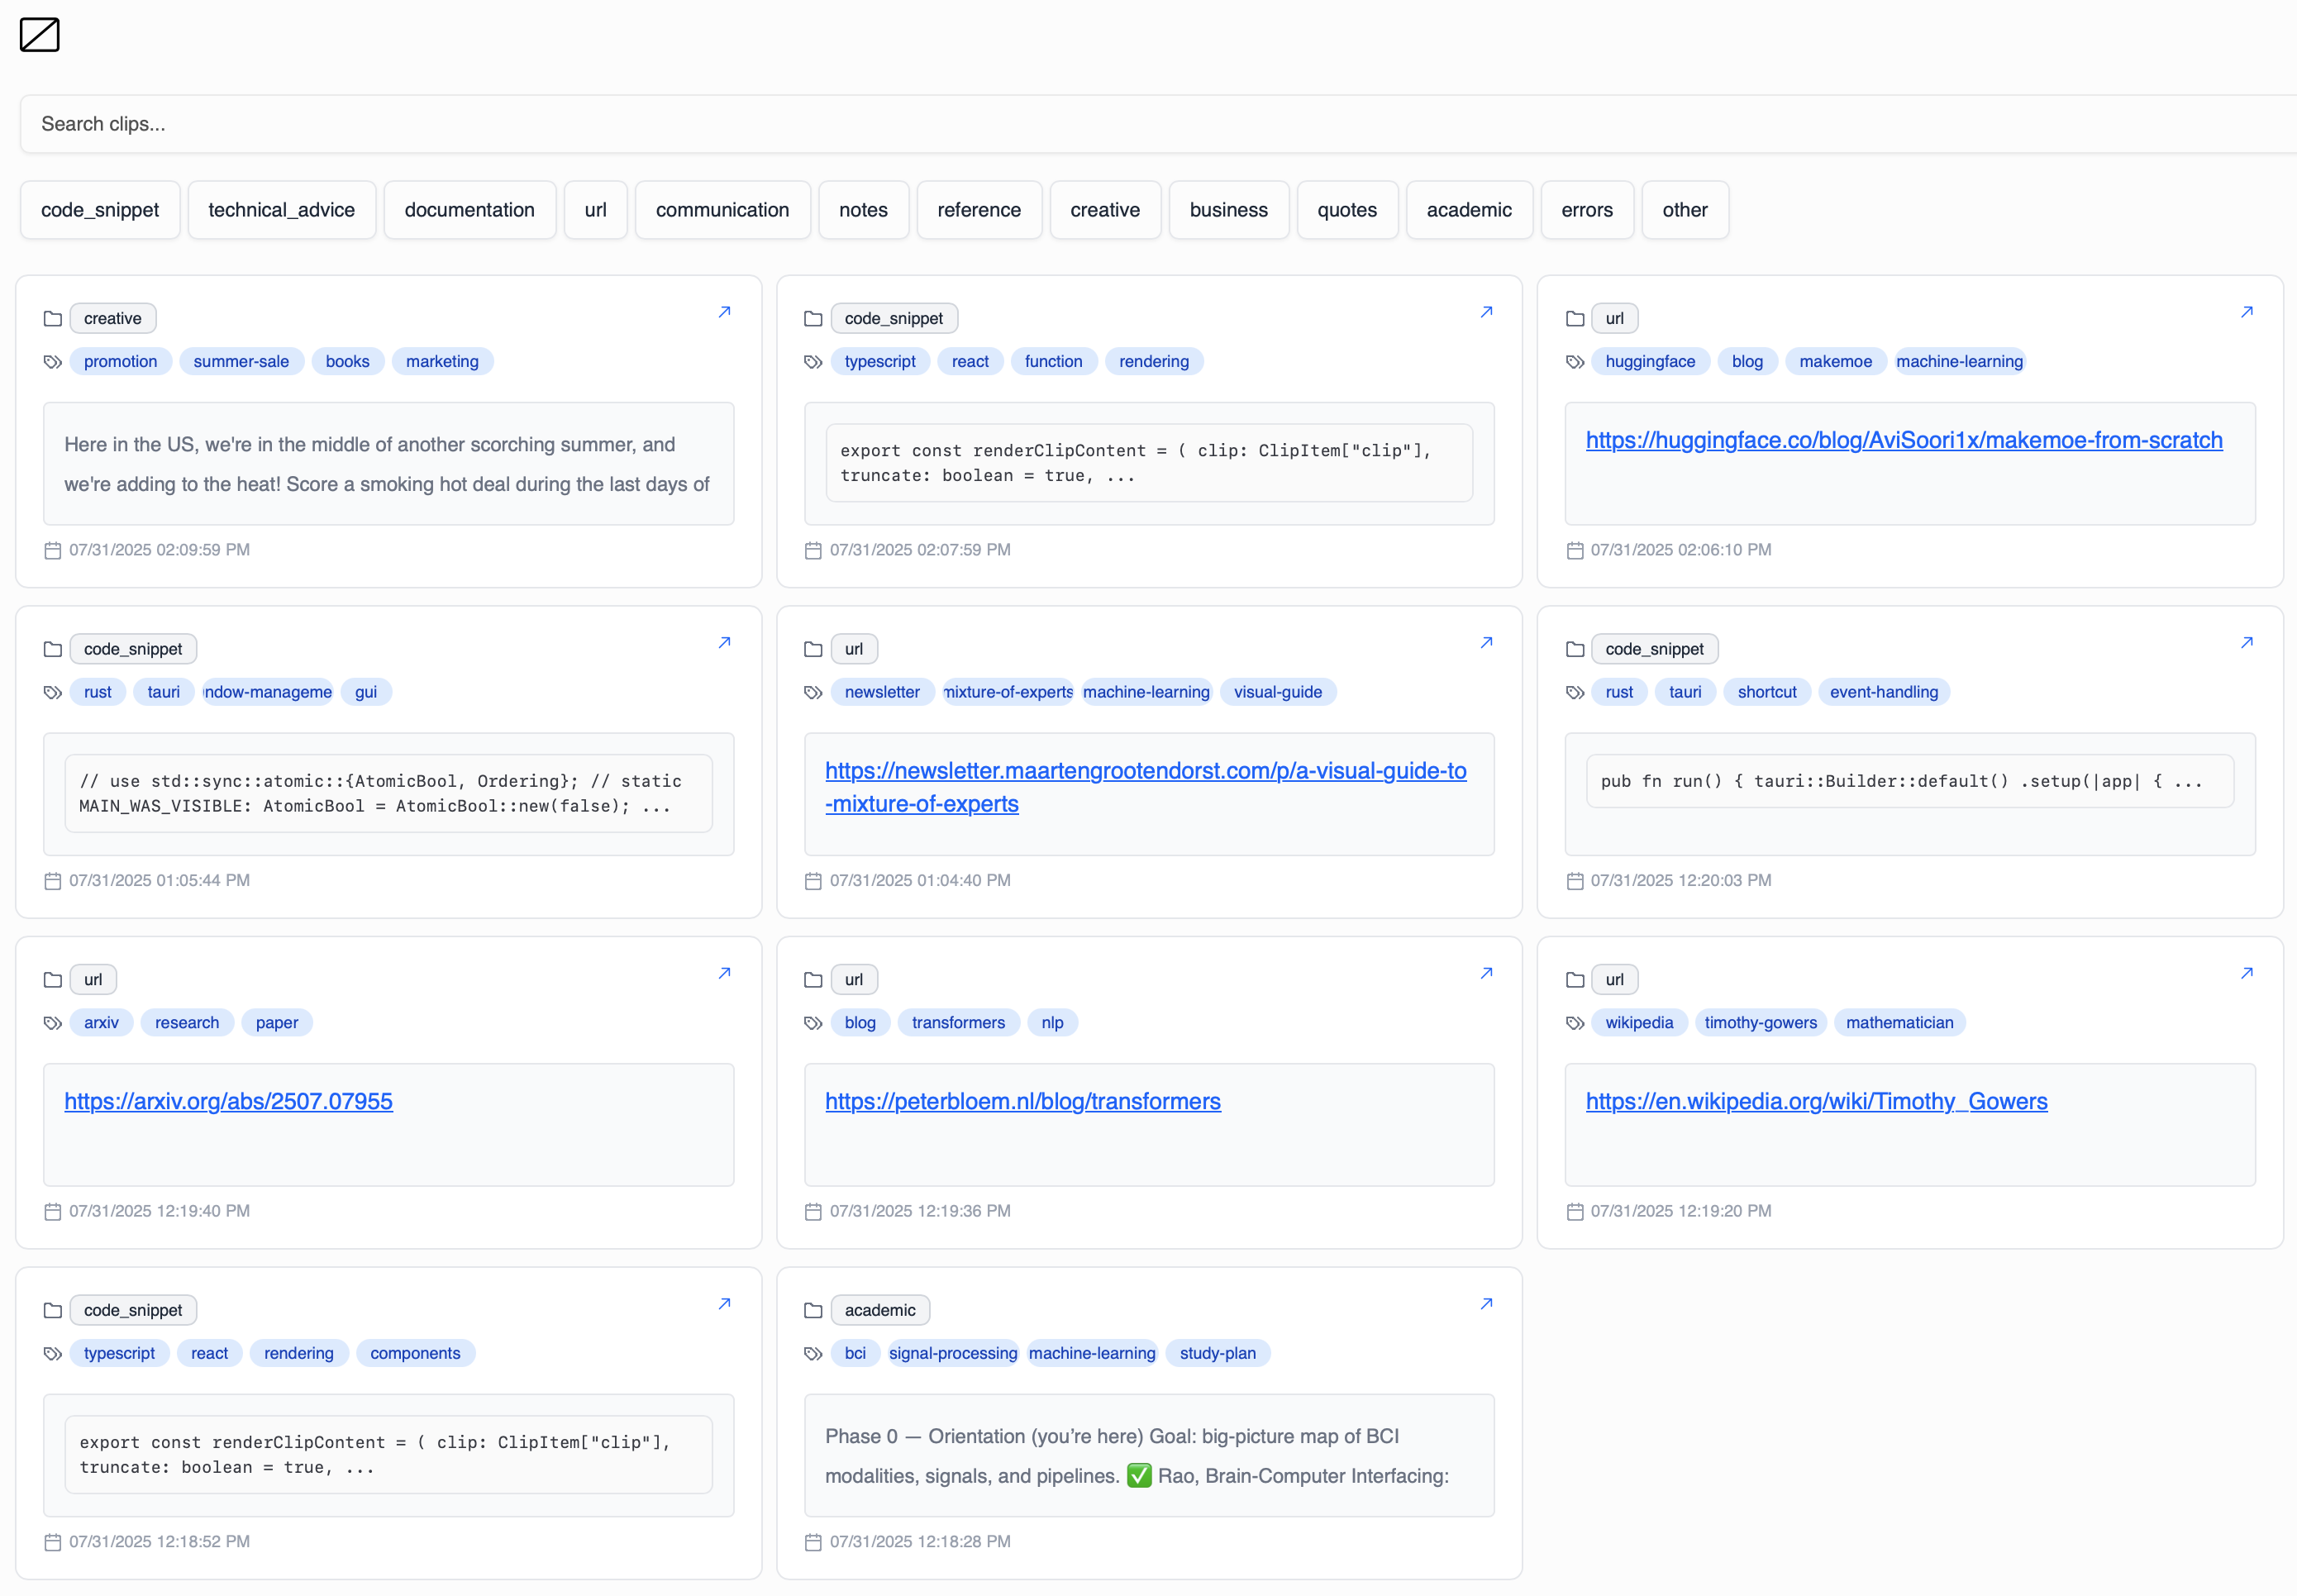 Search clips...
code_snippet technical_advice documentation url communication notes reference creative business quotes academic errors other
creative
promotion summer-sale books marketing
Here in the US, we're in the middle of another scorching summer, and
we're adding to the heat! Score a smoking hot deal during the last days of
07/31/2025 02:09:59 PM
code_snippet
typescript react function rendering
export const renderClipContent = ( clip: ClipItem["clip"],
truncate: boolean = true, ...
07/31/2025 02:07:59 PM
url
huggingface blog makemoe machine-learning
https://huggingface.co/blog/AviSoori1x/makemoe-from-scratch
07/31/2025 02:06:10 PM
code_snippet
rust tauri ndow-manageme gui
// use std::sync::atomic::{AtomicBool, Ordering}; // static
MAIN_WAS_VISIBLE: AtomicBool = AtomicBool::new(false); ...
07/31/2025 01:05:44 PM
url
newsletter mixture-of-experts machine-learning visual-guide
https://newsletter.maartengrootendorst.com/p/a-visual-guide-to
-mixture-of-experts
07/31/2025 01:04:40 PM
code_snippet
rust tauri shortcut event-handling
pub fn run() { tauri::Builder::default() .setup(|app| { ...
07/31/2025 12:20:03 PM
url
arxiv research paper
https://arxiv.org/abs/2507.07955
07/31/2025 12:19:40 PM
url
blog transformers nlp
https://peterbloem.nl/blog/transformers
07/31/2025 12:19:36 PM
url
wikipedia timothy-gowers mathematician
https://en.wikipedia.org/wiki/Timothy_Gowers
07/31/2025 12:19:20 PM
code_snippet
typescript react rendering components
export const renderClipContent = ( clip: ClipItem["clip"],
truncate: boolean = true, ...
07/31/2025 12:18:52 PM
academic
bci signal-processing machine-learning study-plan
Phase 0 — Orientation (you’re here) Goal: big-picture map of BCI
modalities, signals, and pipelines. ✅ Rao, Brain-Computer Interfacing:
07/31/2025 12:18:28 PM